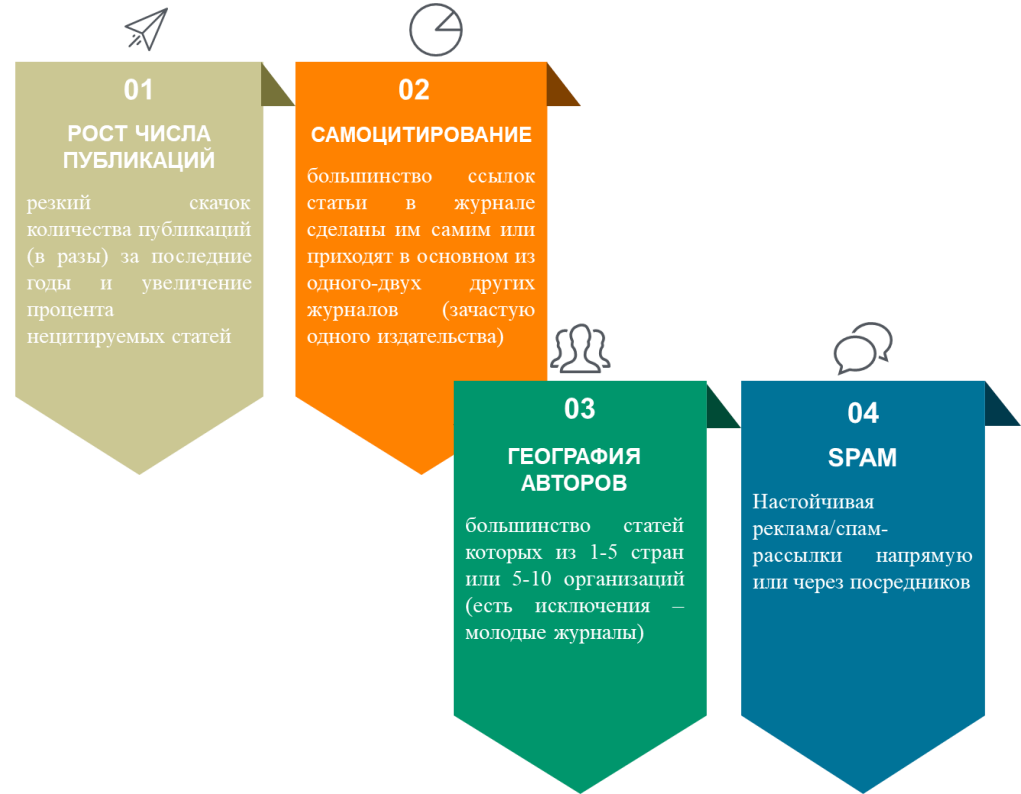 01
РОСТ ЧИСЛА
ПУБЛИКАЦИЙ
резкий скачок
количества публикаций
(в разы) за последние
годы и увеличение
процента
нецитируемых статей
02
САМОЦИТИРОВАНИЕ
большинство ссылок
статьи в журнале
сделаны им самим или
приходят в основном из
одного-двух других
журналов (зачастую
одного издательства)
03
ГЕОГРАФИЯ
АВТОРОВ
большинство статей
которых из 1-5 стран
или 5-10 организаций
(есть исключения –
молодые журналы)
04
SPAM
Настойчивая
реклама/спам-
рассылки напрямую
или через посредников